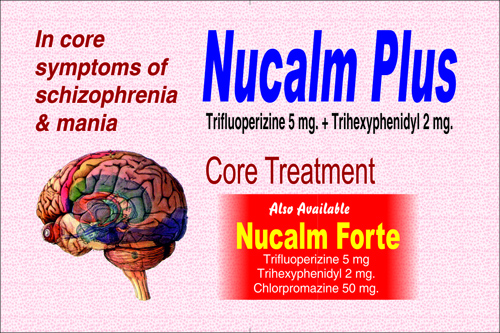 In core
symptoms of
schizophrenia
& mania
Nucalm Plus
Trifluoperizine 5 mg. + Trihexyphenidyl 2 mg.
Core Treatment
Also Available
Nucalm Forte
Trifluoperizine 5 mg
Trihexyphenidyl 2 mg.
Chlorpromazine 50 mg.